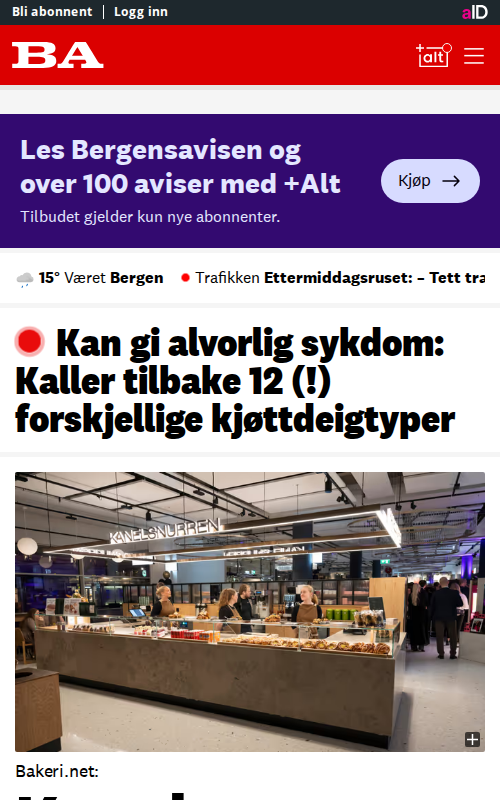 Bli abonnent | Logg inn
aID
BA
+alt
Les Bergensavisen og
over 100 aviser med +Alt
Kjøp
Tilbudet gjelder kun nye abonnenter.
15° Været Bergen
Trafikken Ettermiddagsruset: – Tett
Kan gi alvorlig sykdom:
Kaller tilbake 12 (!)
forskjellige kjøttdeigtyper
KANELSNURREN
Bakeri.net: